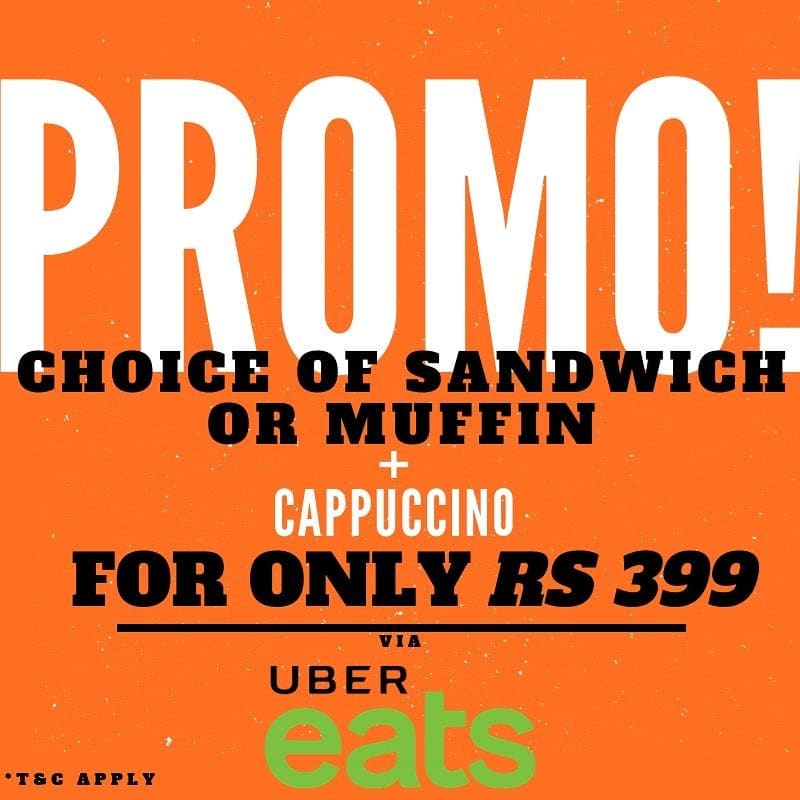 PROMO!
CHOICE OF SANDWICH
OR MUFFIN
+
CAPPUCCINO
FOR ONLY RS 399
VIA
UBER
eats
*T&C APPLY